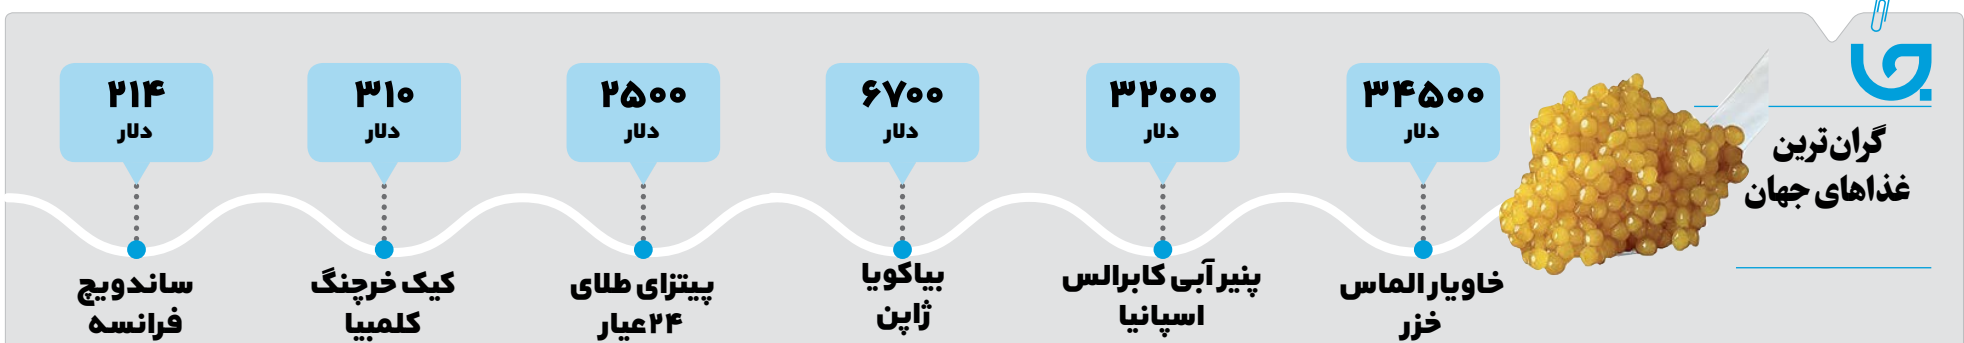 گران‌ترین
غذاهای جهان
۳۴۵۰۰
دلار
خاویار الماس
خزر
۳۲۰۰۰
دلار
پنیر آبی کابرالس
اسپانیا
۶۷۰۰
دلار
بیاکویا
ژاپن
۲۵۰۰
دلار
پیتزای طلای
۲۴عیار
۳۱۰
دلار
کیک خرچنگ
کلمبیا
۲۱۴
دلار
ساندویچ
فرانسه